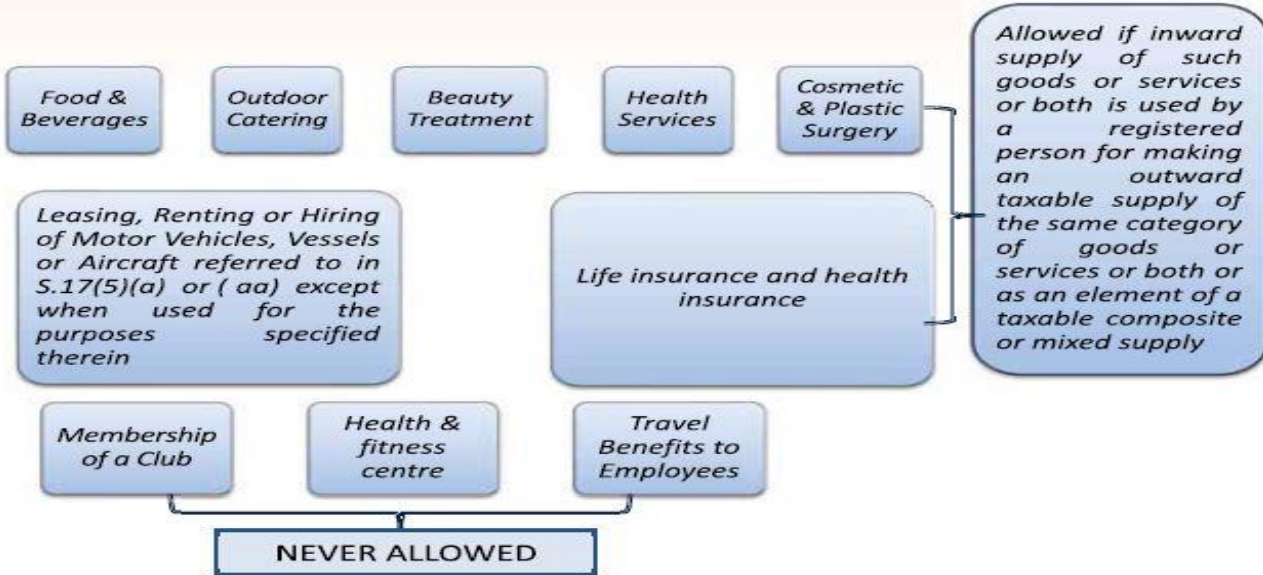 Food &
Beverages
Outdoor
Catering
Beauty
Treatment
Health
Services
Cosmetic
& Plastic
Surgery
Allowed if inward
supply of such
goods or services
or both is used by
a registered
person for making
an outward
taxable supply of
the same category
of goods or
services or both or
as an element of a
taxable composite
or mixed supply
Leasing, Renting or Hiring
of Motor Vehicles, Vessels
or Aircraft referred to in
S.17(5)(a) or ( aa) except
when used for the
purposes specified
therein
Life insurance and health
insurance
Membership
of a Club
Health &
fitness
centre
Travel
Benefits to
Employees
NEVER ALLOWED